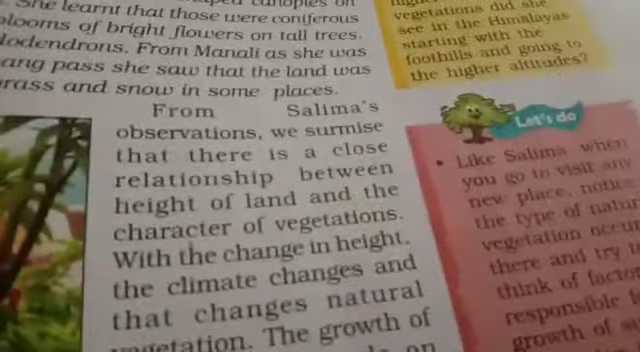 She learnt that those were coniferous
blooms of bright flowers on tall trees.
From Manali as she was
pass she saw that the land was
and snow in some places.
From Salima's
observations, we surmise
that there is a close
relationship between
height of land and the
character of vegetations.
With the change in height,
the climate changes and
that changes natural
vegetation. The growth of
on
vegetations did she
see in the Himalayas
starting with the
foothills and going to
the higher altitudes?
Let's do
• Like Salima when
you go to visit any
new place, notice
the type of
vegetation
there and try
think of
responsible
growth of